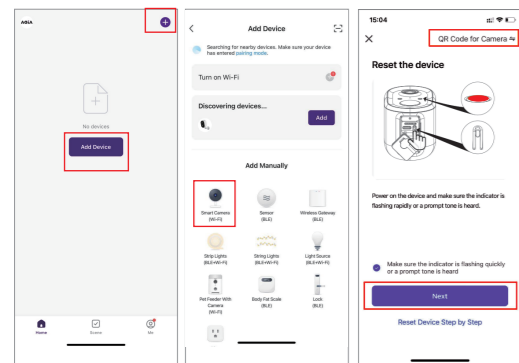 AGiA
No devices
Add Device
Home
Scene
Me
Add Device
Searching for nearby devices. Make sure your device
has entered pairing mode.
Turn on Wi-Fi
Discovering devices...
Add
Add Manually
Smart Camera
(Wi-Fi)
Sensor
(BLE)
Wireless Gateway
(BLE)
Strip Lights
(BLE+Wi-Fi)
String Lights
(BLE+Wi-Fi)
Light Source
(BLE+Wi-Fi)
Pet Feeder With
Camera
(Wi-Fi)
Body Fat Scale
(BLE)
Lock
(BLE)
15:04
QR Code for Camera
Reset the device
Power on the device and make sure the indicator is
flashing rapidly or a prompt tone is heard.
Make sure the indicator is flashing quickly
or a prompt tone is heard
Next
Reset Device Step by Step